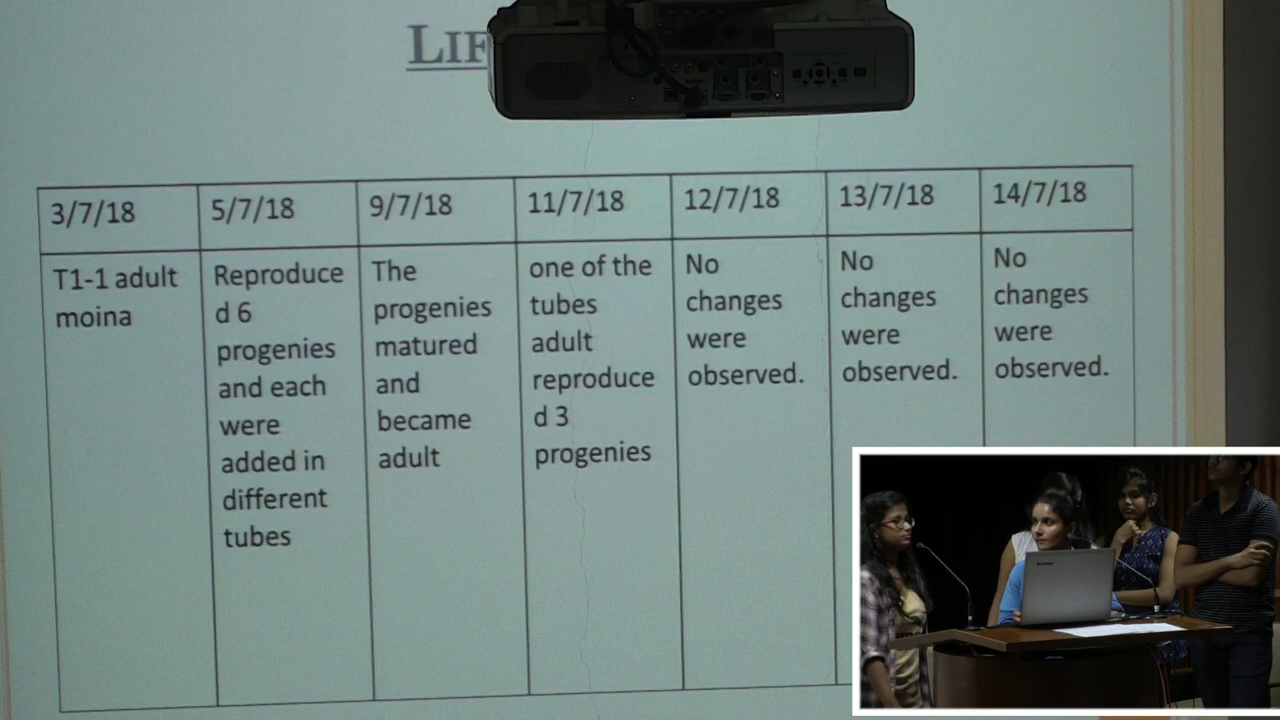 3/7/18
5/7/18
9/7/18
11/7/18
12/7/18
13/7/18
14/7/18
T1-1 adult
moina
Reproduce
d 6
progenies
and each
were
added in
different
tubes
The
progenies
matured
and
became
adult
one of the
tubes
adult
reproduce
d 3
progenies
No
changes
were
observed.
No
changes
were
observed.
No
changes
were
observed.